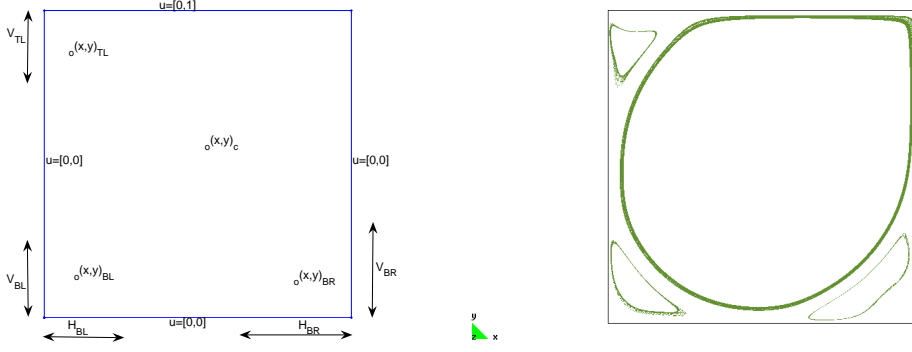 u=[0,1]
V_TL
o(x,y)_TL
o(x,y)_c
u=[0,0]
u=[0,0]
V_BL
o(x,y)_BL
o(x,y)_BR
V_BR
H_BL
u=[0,0]
H_BR
y
z x